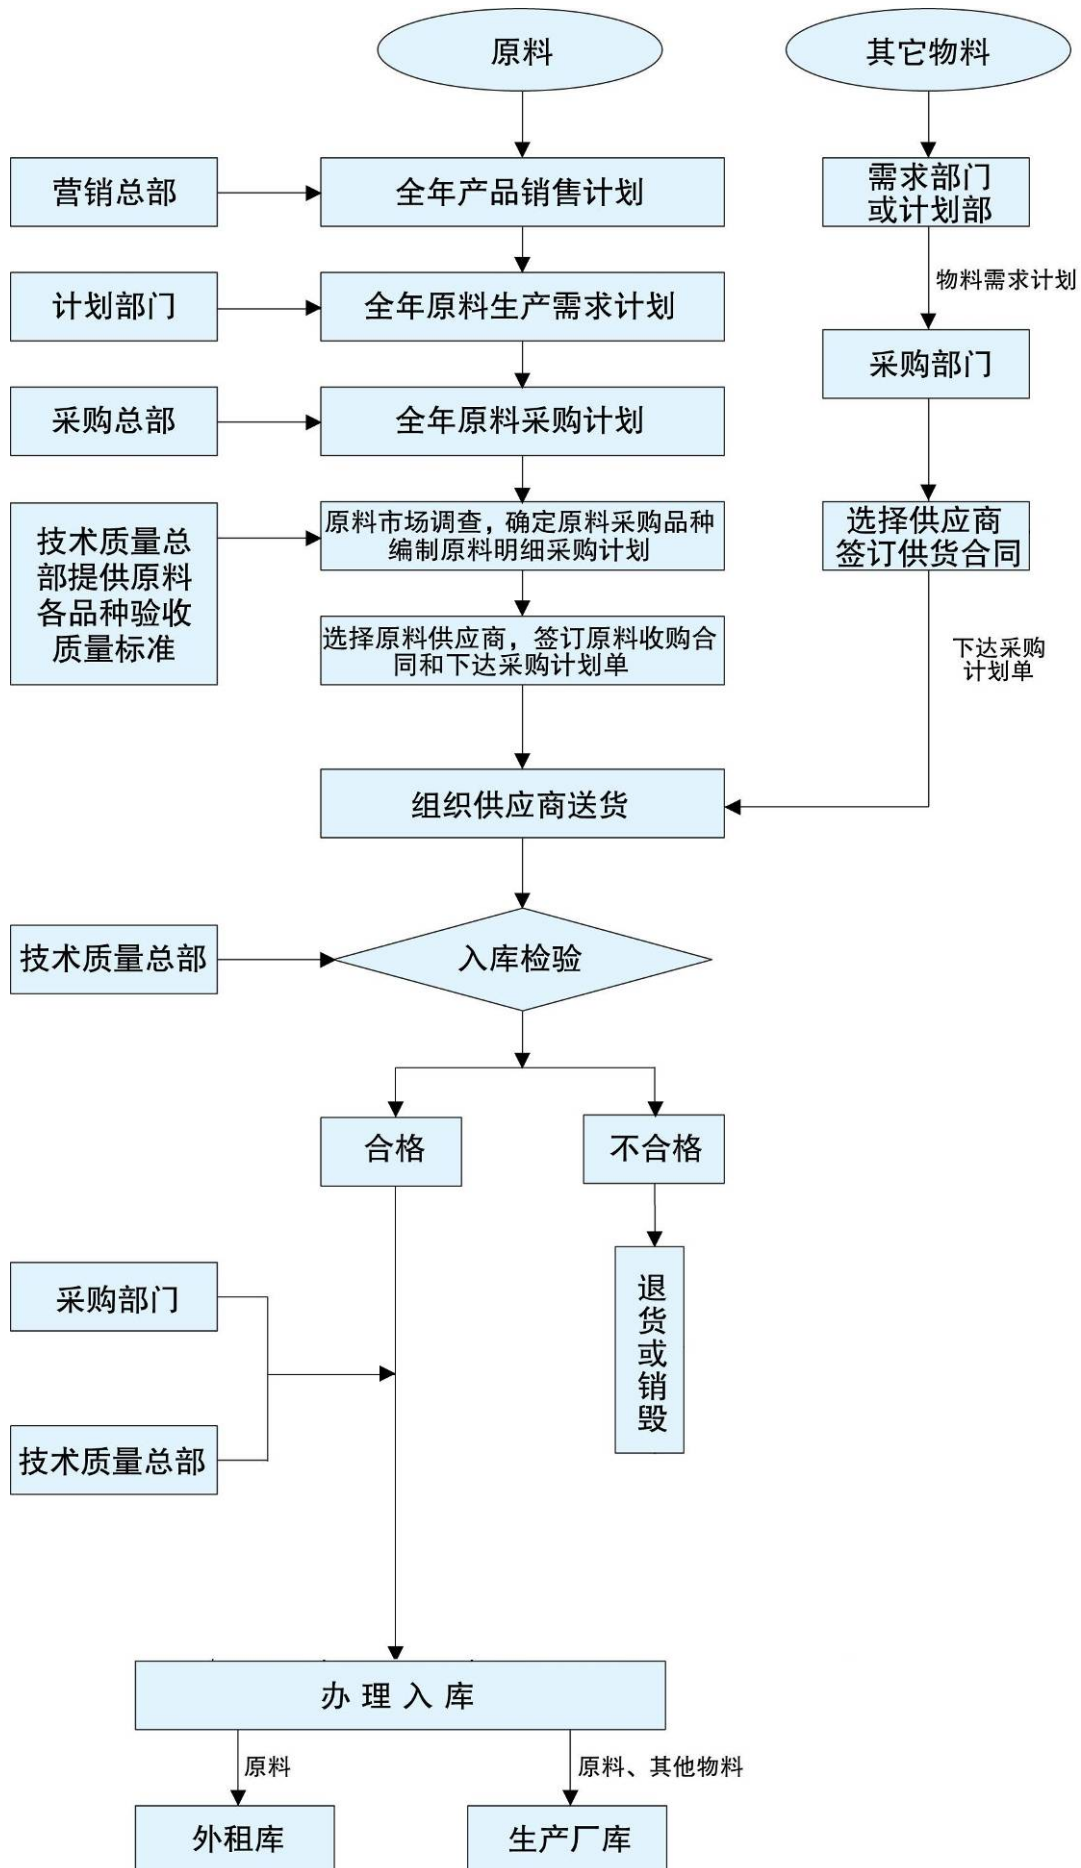 原料
其它物料
营销总部
全年产品销售计划
需求部门
或计划部
物料需求计划
计划部门
全年原料生产需求计划
采购部门
采购总部
全年原料采购计划
技术质量总
部提供原料
各品种验收
质量标准
原料市场调查，确定原料采购品种
编制原料明细采购计划
选择供应商
签订供货合同
选择原料供应商，签订原料收购合
同和下达采购计划单
下达采购
计划单
组织供应商送货
技术质量总部
入库检验
合格
不合格
采购部门
技术质量总部
退货或销毁
办理入库
原料
原料、其他物料
外租库
生产厂库